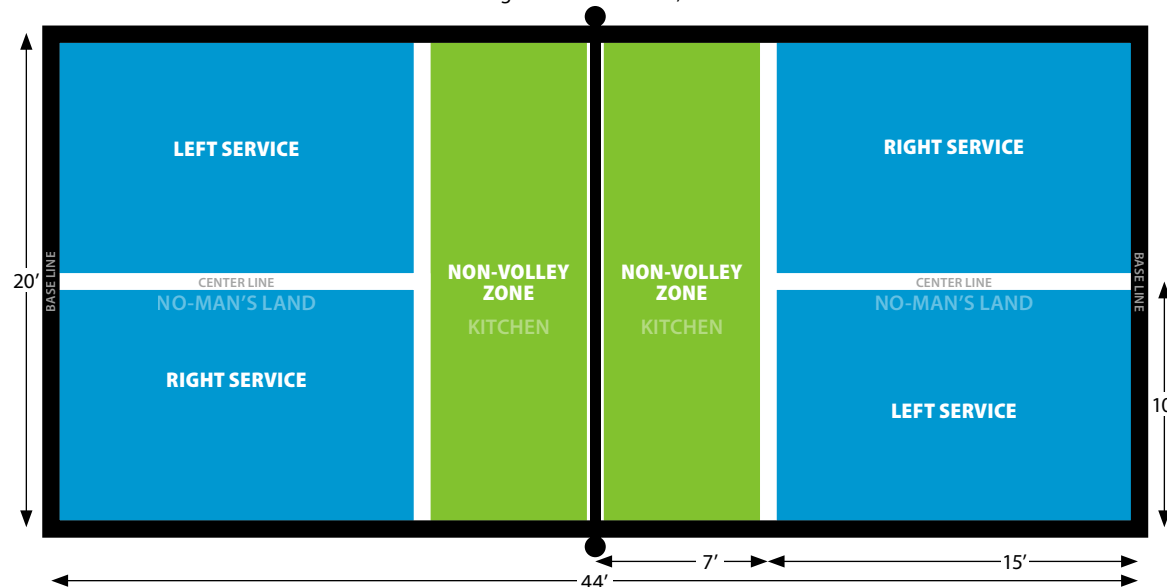 LEFT SERVICE
RIGHT SERVICE
20'
BASE LINE
CENTER LINE
NO-MAN'S LAND
NON-VOLLEY
ZONE
KITCHEN
NON-VOLLEY
ZONE
KITCHEN
CENTER LINE
NO-MAN'S LAND
BASE LINE
RIGHT SERVICE
LEFT SERVICE
10
7'
15'
44'